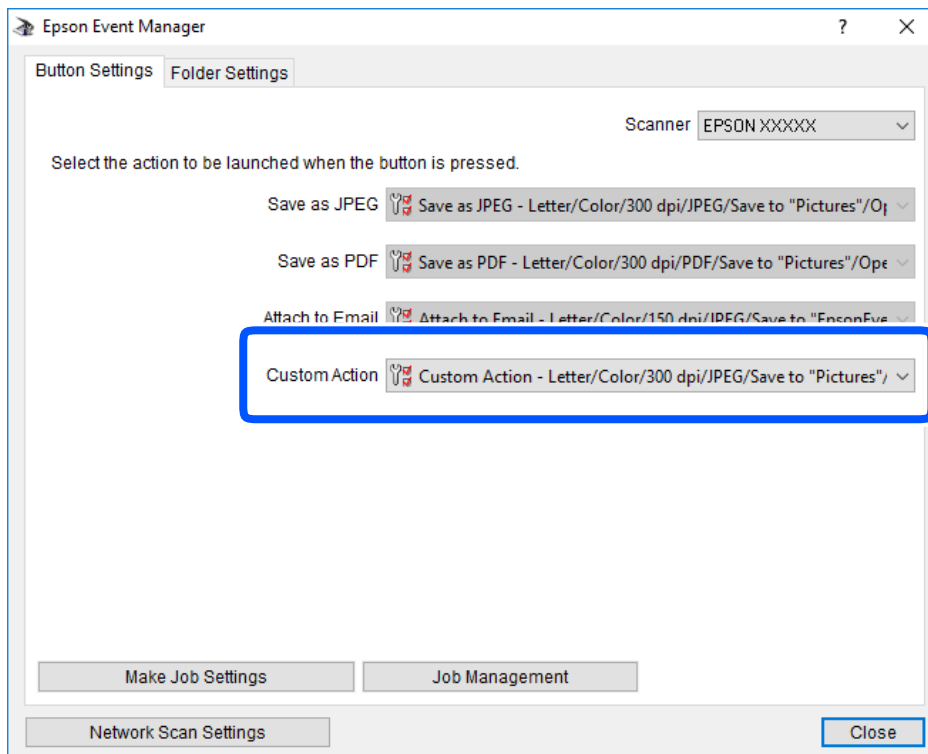 Epson Event Manager
Button Settings Folder Settings
Scanner EPSON XXXXX
Select the action to be launched when the button is pressed.
Save as JPEG Save as JPEG - Letter/Color/300 dpi/JPEG/Save to "Pictures"/Op
Save as PDF Save as PDF - Letter/Color/300 dpi/PDF/Save to "Pictures"/Ope
Attach to Email Attach to Email - Letter/Color/150 dpi/JPEG/Save to "EpsonEve
Custom Action Custom Action - Letter/Color/300 dpi/JPEG/Save to "Pictures"/
Make Job Settings Job Management
Network Scan Settings Close